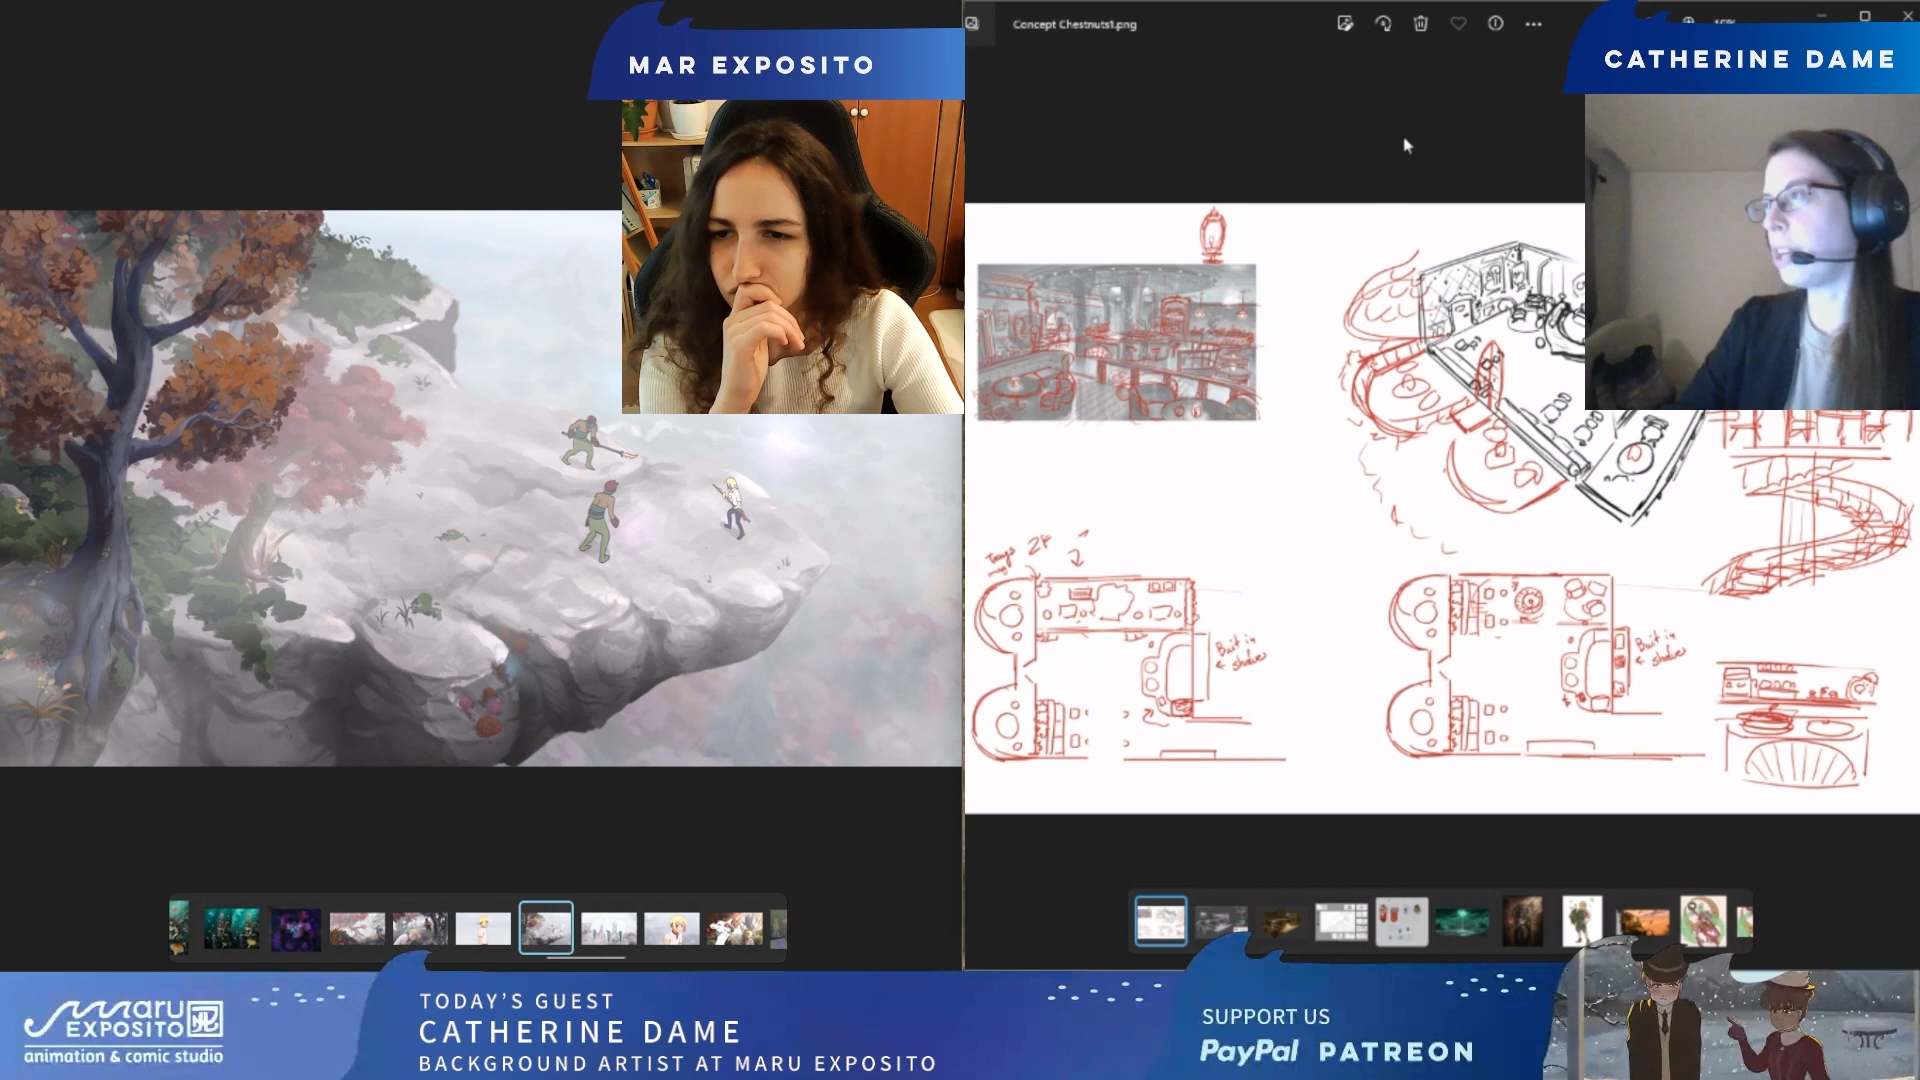 MAR EXPOSITO
Concept Chestnuts1.png
CATHERINE DAME
Built in
shelves
Built in
shelves
maru
EXPOSITO
animation & comic studio
TODAY'S GUEST
CATHERINE DAME
BACKGROUND ARTIST AT MARU EXPOSITO
SUPPORT US
PayPal PATREON